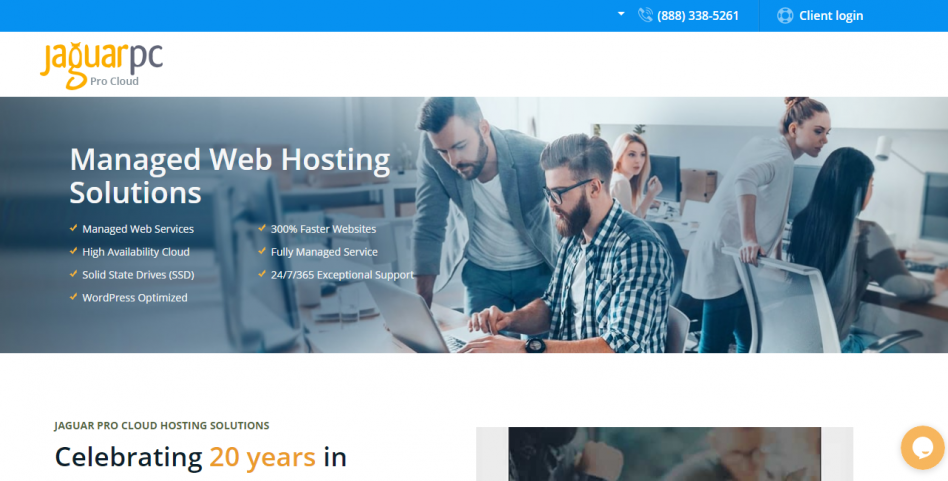 (888) 338-5261
Client login
jaguarpc
Pro Cloud
Managed Web Hosting
Solutions
Managed Web Services
300% Faster Websites
High Availability Cloud
Fully Managed Service
Solid State Drives (SSD)
24/7/365 Exceptional Support
WordPress Optimized
JAGUAR PRO CLOUD HOSTING SOLUTIONS
Celebrating 20 years in